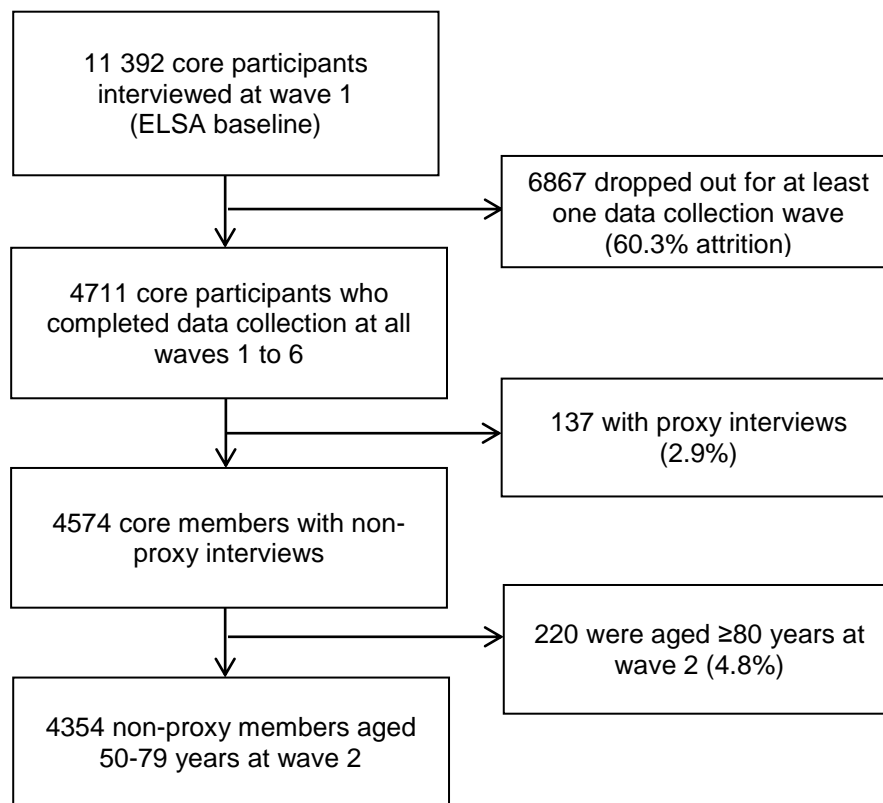 11 392 core participants
interviewed at wave 1
(ELSA baseline)
6867 dropped out for at least
one data collection wave
(60.3% attrition)
4711 core participants who
completed data collection at all
waves 1 to 6
137 with proxy interviews
(2.9%)
4574 core members with non-
proxy interviews
220 were aged ≥80 years at
wave 2 (4.8%)
4354 non-proxy members aged
50-79 years at wave 2